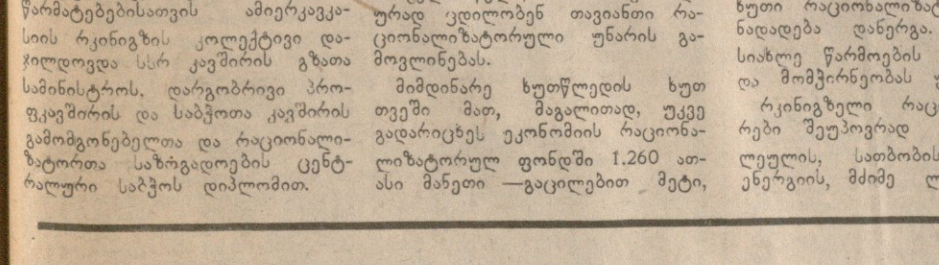 წარმატებებისათვის ამიერკავკა-
სიის რკინიგზის კოლექტივი და-
ჯილდოვდა სსრ კავშირის გზათა
სამინისტროს, დარგობრივი პრო-
ფკავშირის და საბჭოთა კავშირის
გამომგონებელთა და რაციონალი-
ზატორთა საზოგადოების ცენტ-
რალური საბჭოს დიპლომით.
ურად ცდილობენ თავიანთი რა-
ციონალიზატორული უნარის გა-
მოვლინებას.
მიმდინარე ხუთწლედის ხუთ
თვეში მათ, მაგალითად, უკვე
გადარიცხეს ეკონომიის რაციონა-
ლიზატორულ ფონდში 1.260 ათ-
ასი მანეთი —გაცილებით მეტი,
ხუთი რაციონალიზატ
ნადადება დანერგა.
სიახლე წარმოების
და მომჭირნეობას
რკინიგზელი რაც
რები შეუპოვრად
ლეულის, სათბობის
ენერგიის, მძიმე ლ